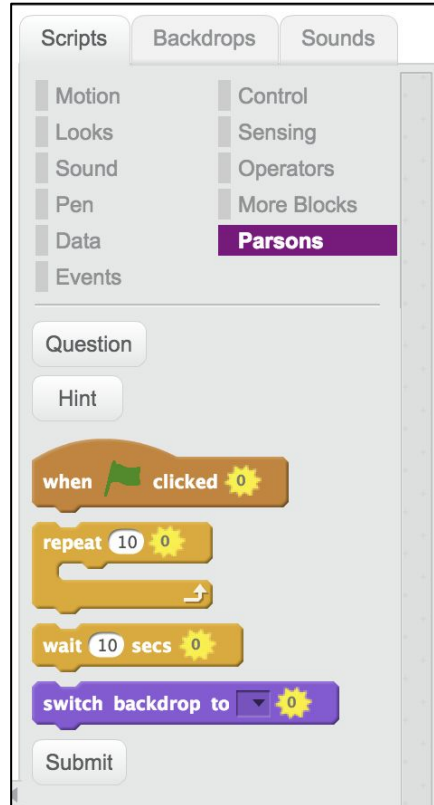 Scripts Backdrops Sounds
Motion Control
Looks Sensing
Sound Operators
Pen More Blocks
Data Parsons
Events
Question
Hint
when clicked 0
repeat 10 0
wait 10 secs 0
switch backdrop to 0
Submit